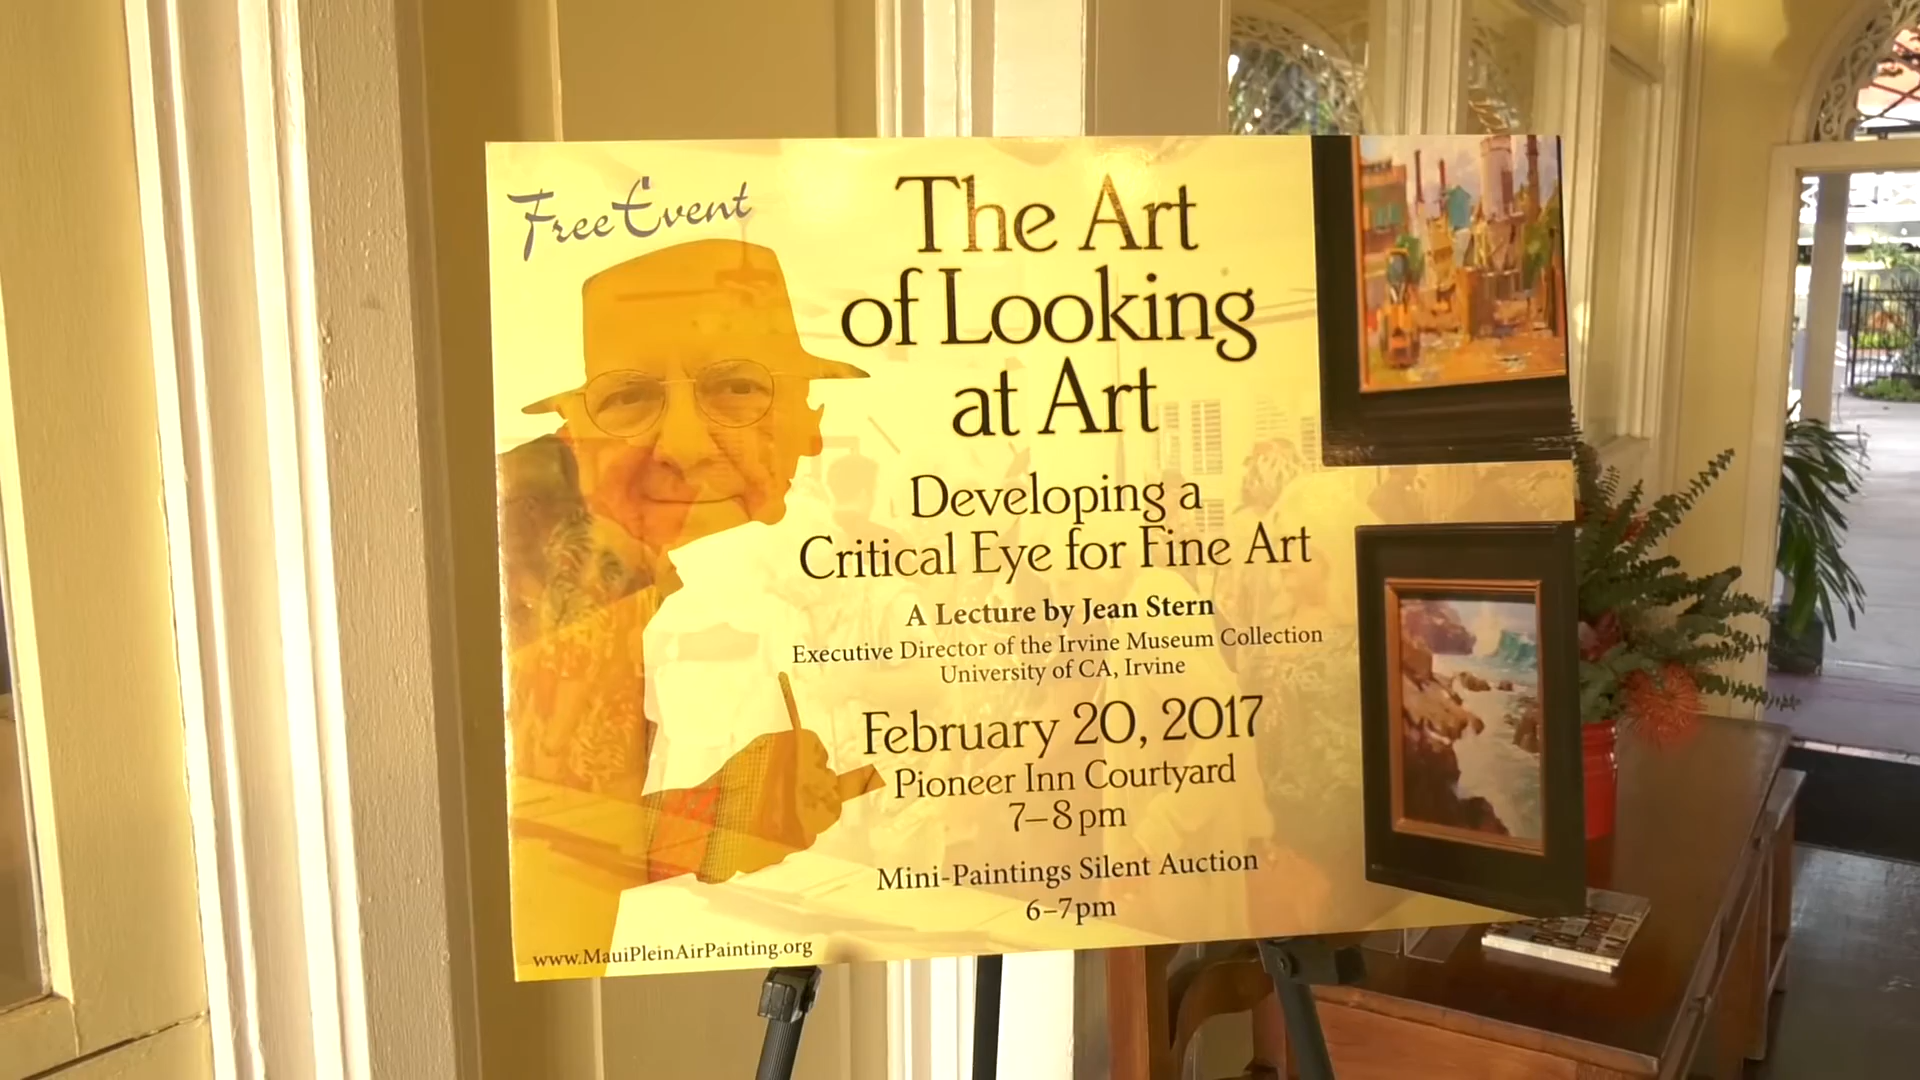 Free Event
The Art
of Looking
at Art
Developing a
Critical Eye for Fine Art
A Lecture by Jean Stern
Executive Director of the Irvine Museum Collection
University of CA, Irvine
February 20, 2017
Pioneer Inn Courtyard
7–8 pm
Mini-Paintings Silent Auction
6–7pm
www.MauiPleinAirPainting.org